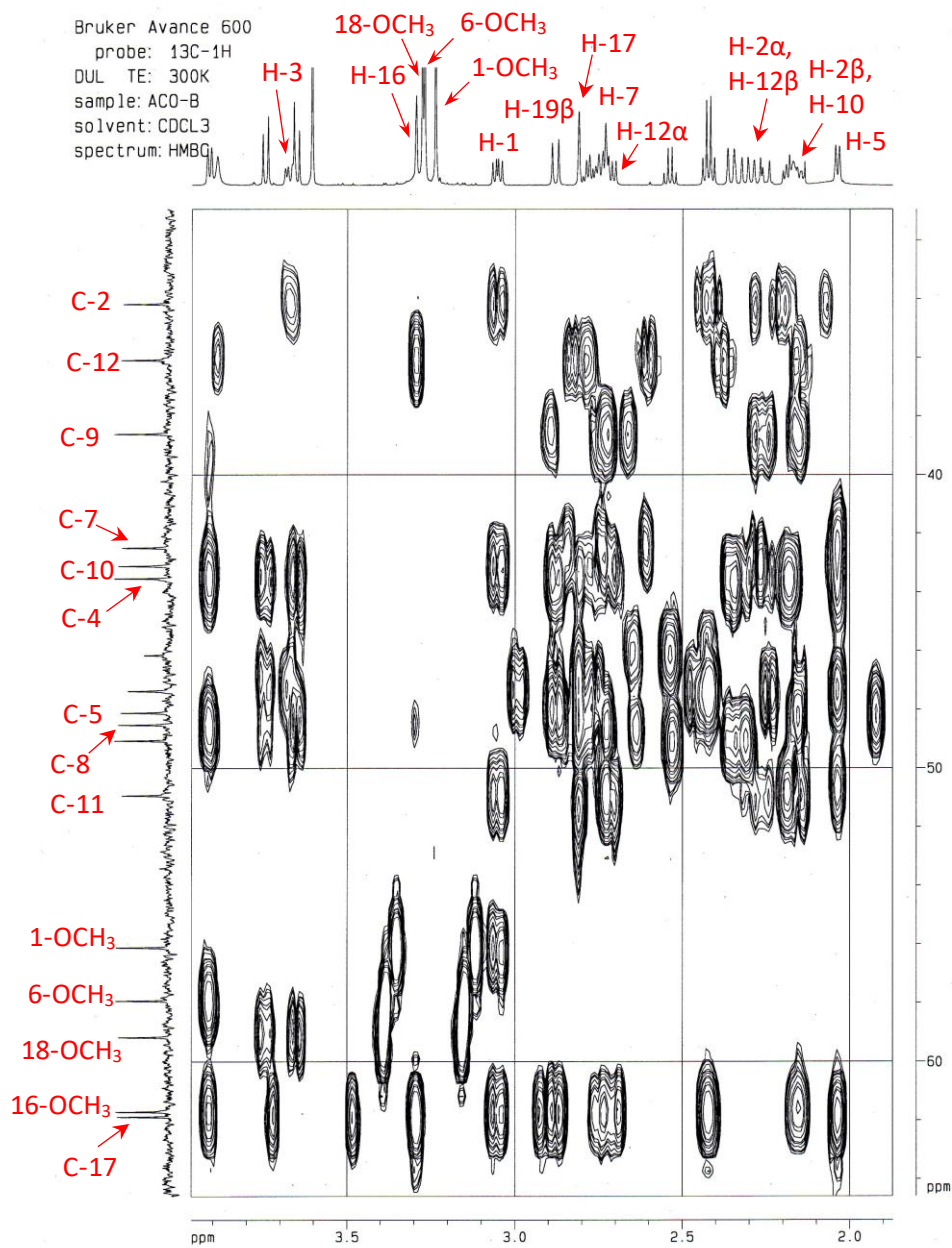 Bruker Avance 600
probe: 13C-1H
DUL TE: 300K
sample: ACO-B
solvent: CDCL3
spectrum: HMBC
H-3
H-16
18-OCH3
6-OCH3
1-OCH3
H-1
H-19β
H-17
H-7
H-12α
H-2α,
H-12β
H-2β,
H-10
H-5
C-2
C-12
C-9
C-7
C-10
C-4
C-5
C-8
C-11
1-OCH3
6-OCH3
18-OCH3
16-OCH3
C-17
40
50
60
ppm
ppm
3.5
3.0
2.5
2.0